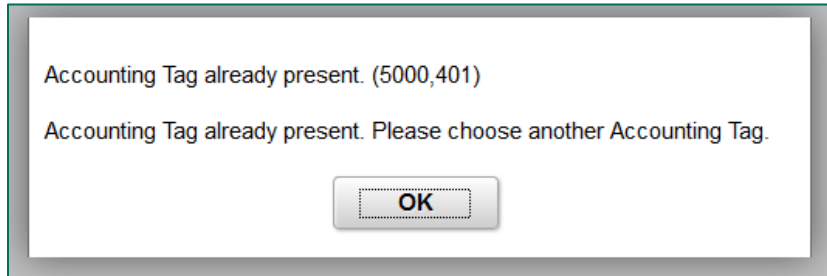 Accounting Tag already present. (5000,401)
Accounting Tag already present. Please choose another Accounting Tag.
OK